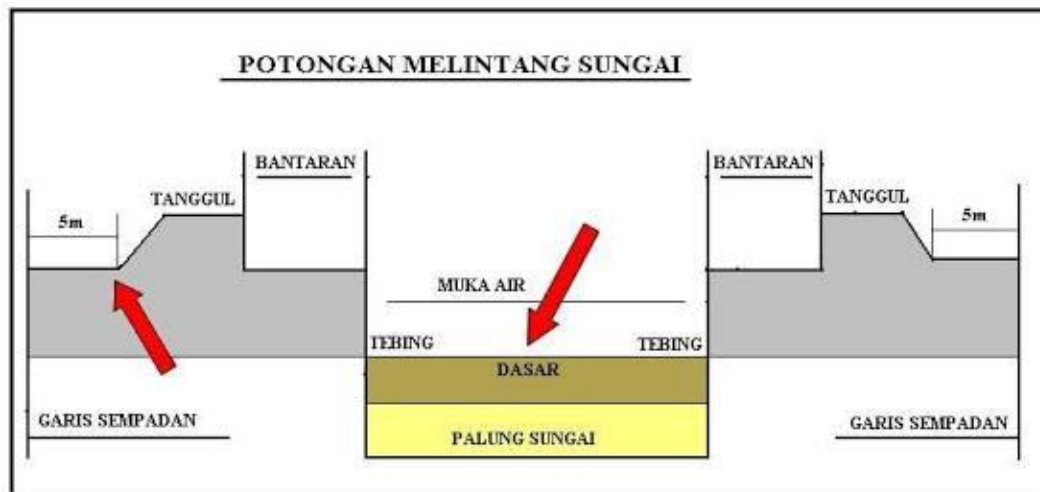 POTONGAN MELINTANG SUNGAI
BANTARAN
BANTARAN
TANGGUL
TANGGUL
5m
5m
MUKA AIR
TEBING
TEBING
DASAR
GARIS SEMPADAN
PALUNG SUNGAI
GARIS SEMPADAN